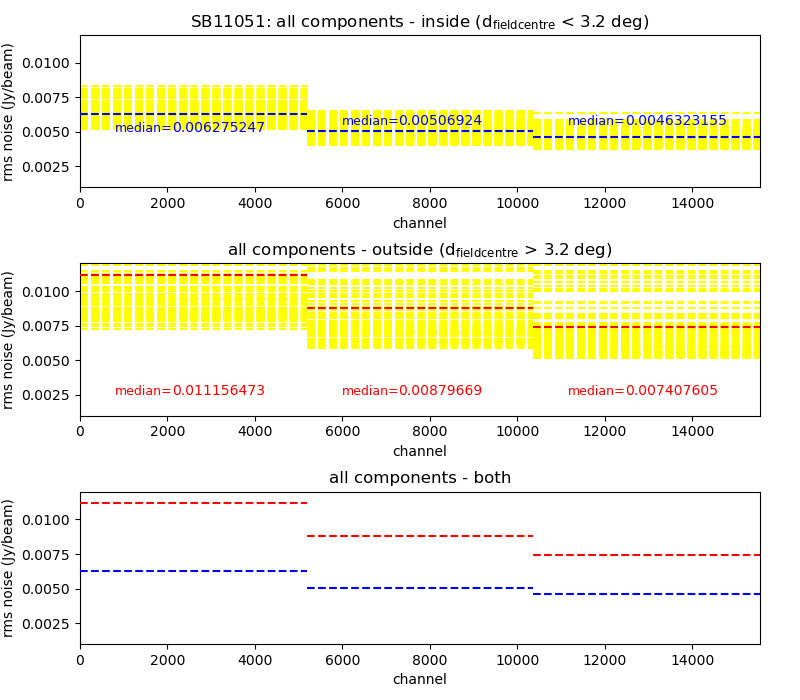 SB11051: all components - inside (dfieldcentre < 3.2 deg)
rms noise (Jy/beam)
0.0100
0.0075
0.0050
0.0025
median=0.006275247
median=0.00506924
median=0.0046323155
0 2000 4000 6000 8000 10000 12000 14000
channel
all components - outside (dfieldcentre > 3.2 deg)
rms noise (Jy/beam)
0.0100
0.0075
0.0050
0.0025
median=0.011156473
median=0.00879669
median=0.007407605
0 2000 4000 6000 8000 10000 12000 14000
channel
all components - both
rms noise (Jy/beam)
0.0100
0.0075
0.0050
0.0025
0 2000 4000 6000 8000 10000 12000 14000
channel